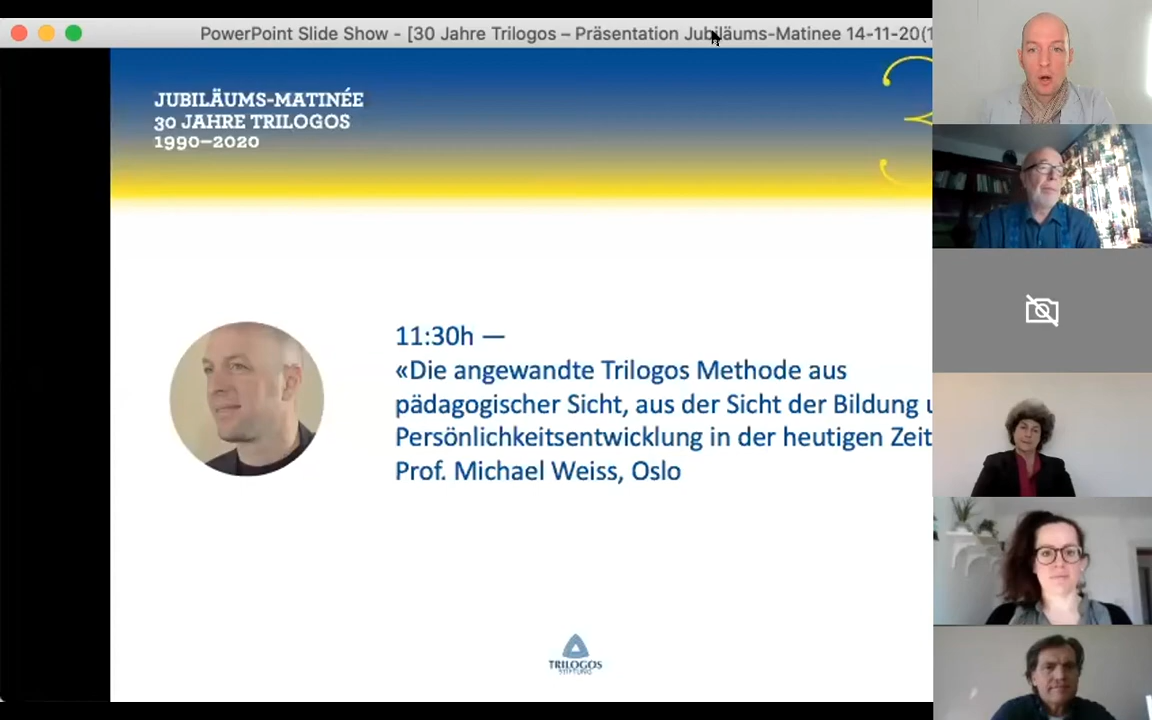 PowerPoint Slide Show - [30 Jahre Trilogos – Präsentation Jubiläums-Matinee 14-11-20(1
JUBILÄUMS-MATINÉE
30 JAHRE TRILOGOS
1990–2020
11:30h —
«Die angewandte Trilogos Methode aus
pädagogischer Sicht, aus der Sicht der Bildung u
Persönlichkeitsentwicklung in der heutigen Zeit
Prof. Michael Weiss, Oslo
TRILOGOS
STIFTUNG